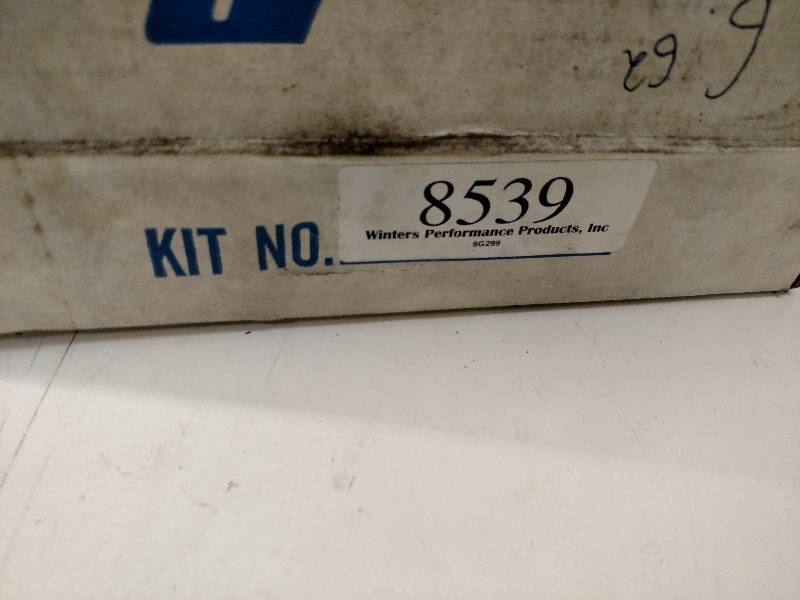 8539
KIT NO. Winters Performance Products, Inc
9G299